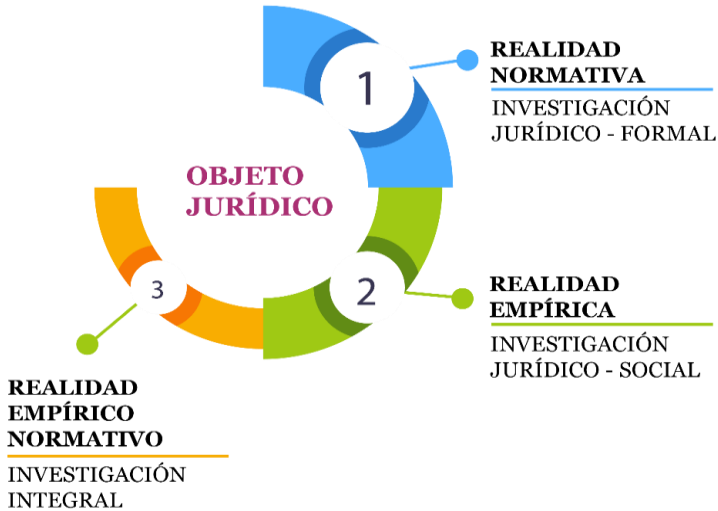 OBJETO
JURÍDICO
1
REALIDAD
NORMATIVA
INVESTIGACIÓN
JURÍDICO - FORMAL
2
REALIDAD
EMPÍRICA
INVESTIGACIÓN
JURÍDICO - SOCIAL
3
REALIDAD
EMPÍRICO
NORMATIVO
INVESTIGACIÓN
INTEGRAL